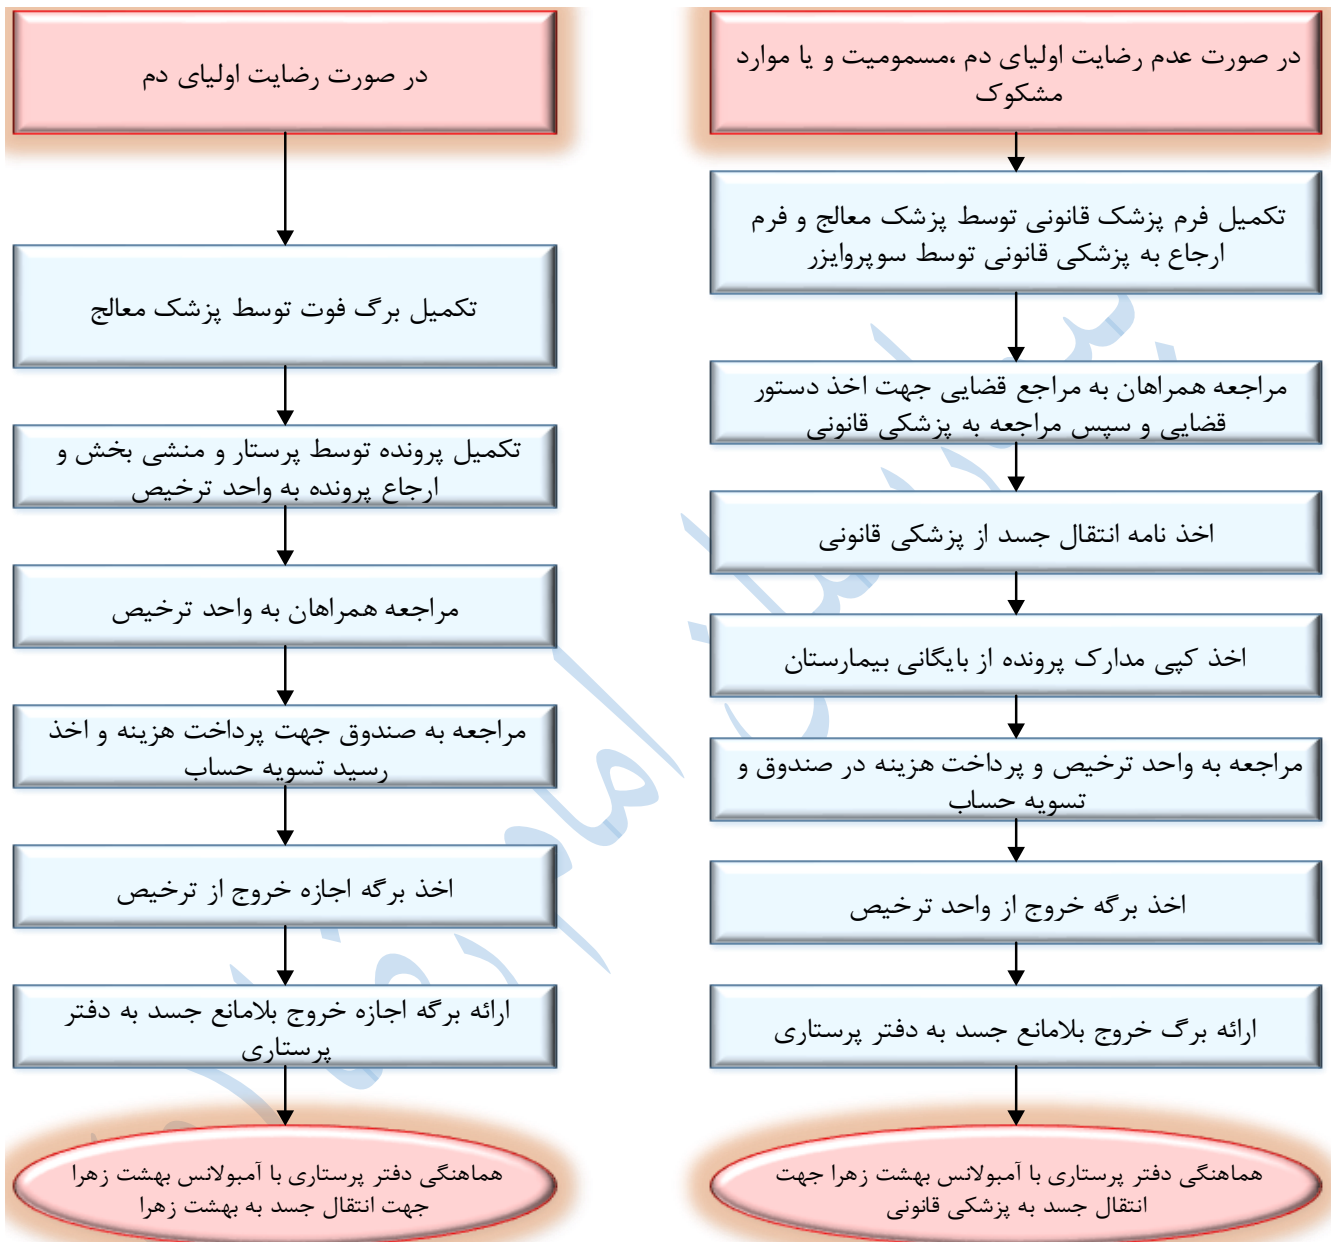 در صورت عدم رضایت اولیای دم ،مسمومیت و یا موارد
مشکوک
تکمیل فرم پزشک قانونی توسط پزشک معالج و فرم
ارجاع به پزشکی قانونی توسط سوپروایزر
مراجعه همراهان به مراجع قضایی جهت اخذ دستور
قضایی و سپس مراجعه به پزشکی قانونی
اخذ نامه انتقال جسد از پزشکی قانونی
اخذ کپی مدارک پرونده از بایگانی بیمارستان
مراجعه به واحد ترخیص و پرداخت هزینه در صندوق و
تسویه حساب
اخذ برگه خروج از واحد ترخیص
ارائه برگ خروج بلامانع جسد به دفتر پرستاری
هماهنگی دفتر پرستاری با آمبولانس بهشت زهرا جهت
انتقال جسد به پزشکی قانونی
در صورت رضایت اولیای دم
تکمیل برگ فوت توسط پزشک معالج
تکمیل پرونده توسط پرستار و منشی بخش و
ارجاع پرونده به واحد ترخیص
مراجعه همراهان به واحد ترخیص
مراجعه به صندوق جهت پرداخت هزینه و اخذ
رسید تسویه حساب
اخذ برگه اجازه خروج از ترخیص
ارائه برگه اجازه خروج بلامانع جسد به دفتر
پرستاری
هماهنگی دفتر پرستاری با آمبولانس بهشت زهرا
جهت انتقال جسد به بهشت زهرا